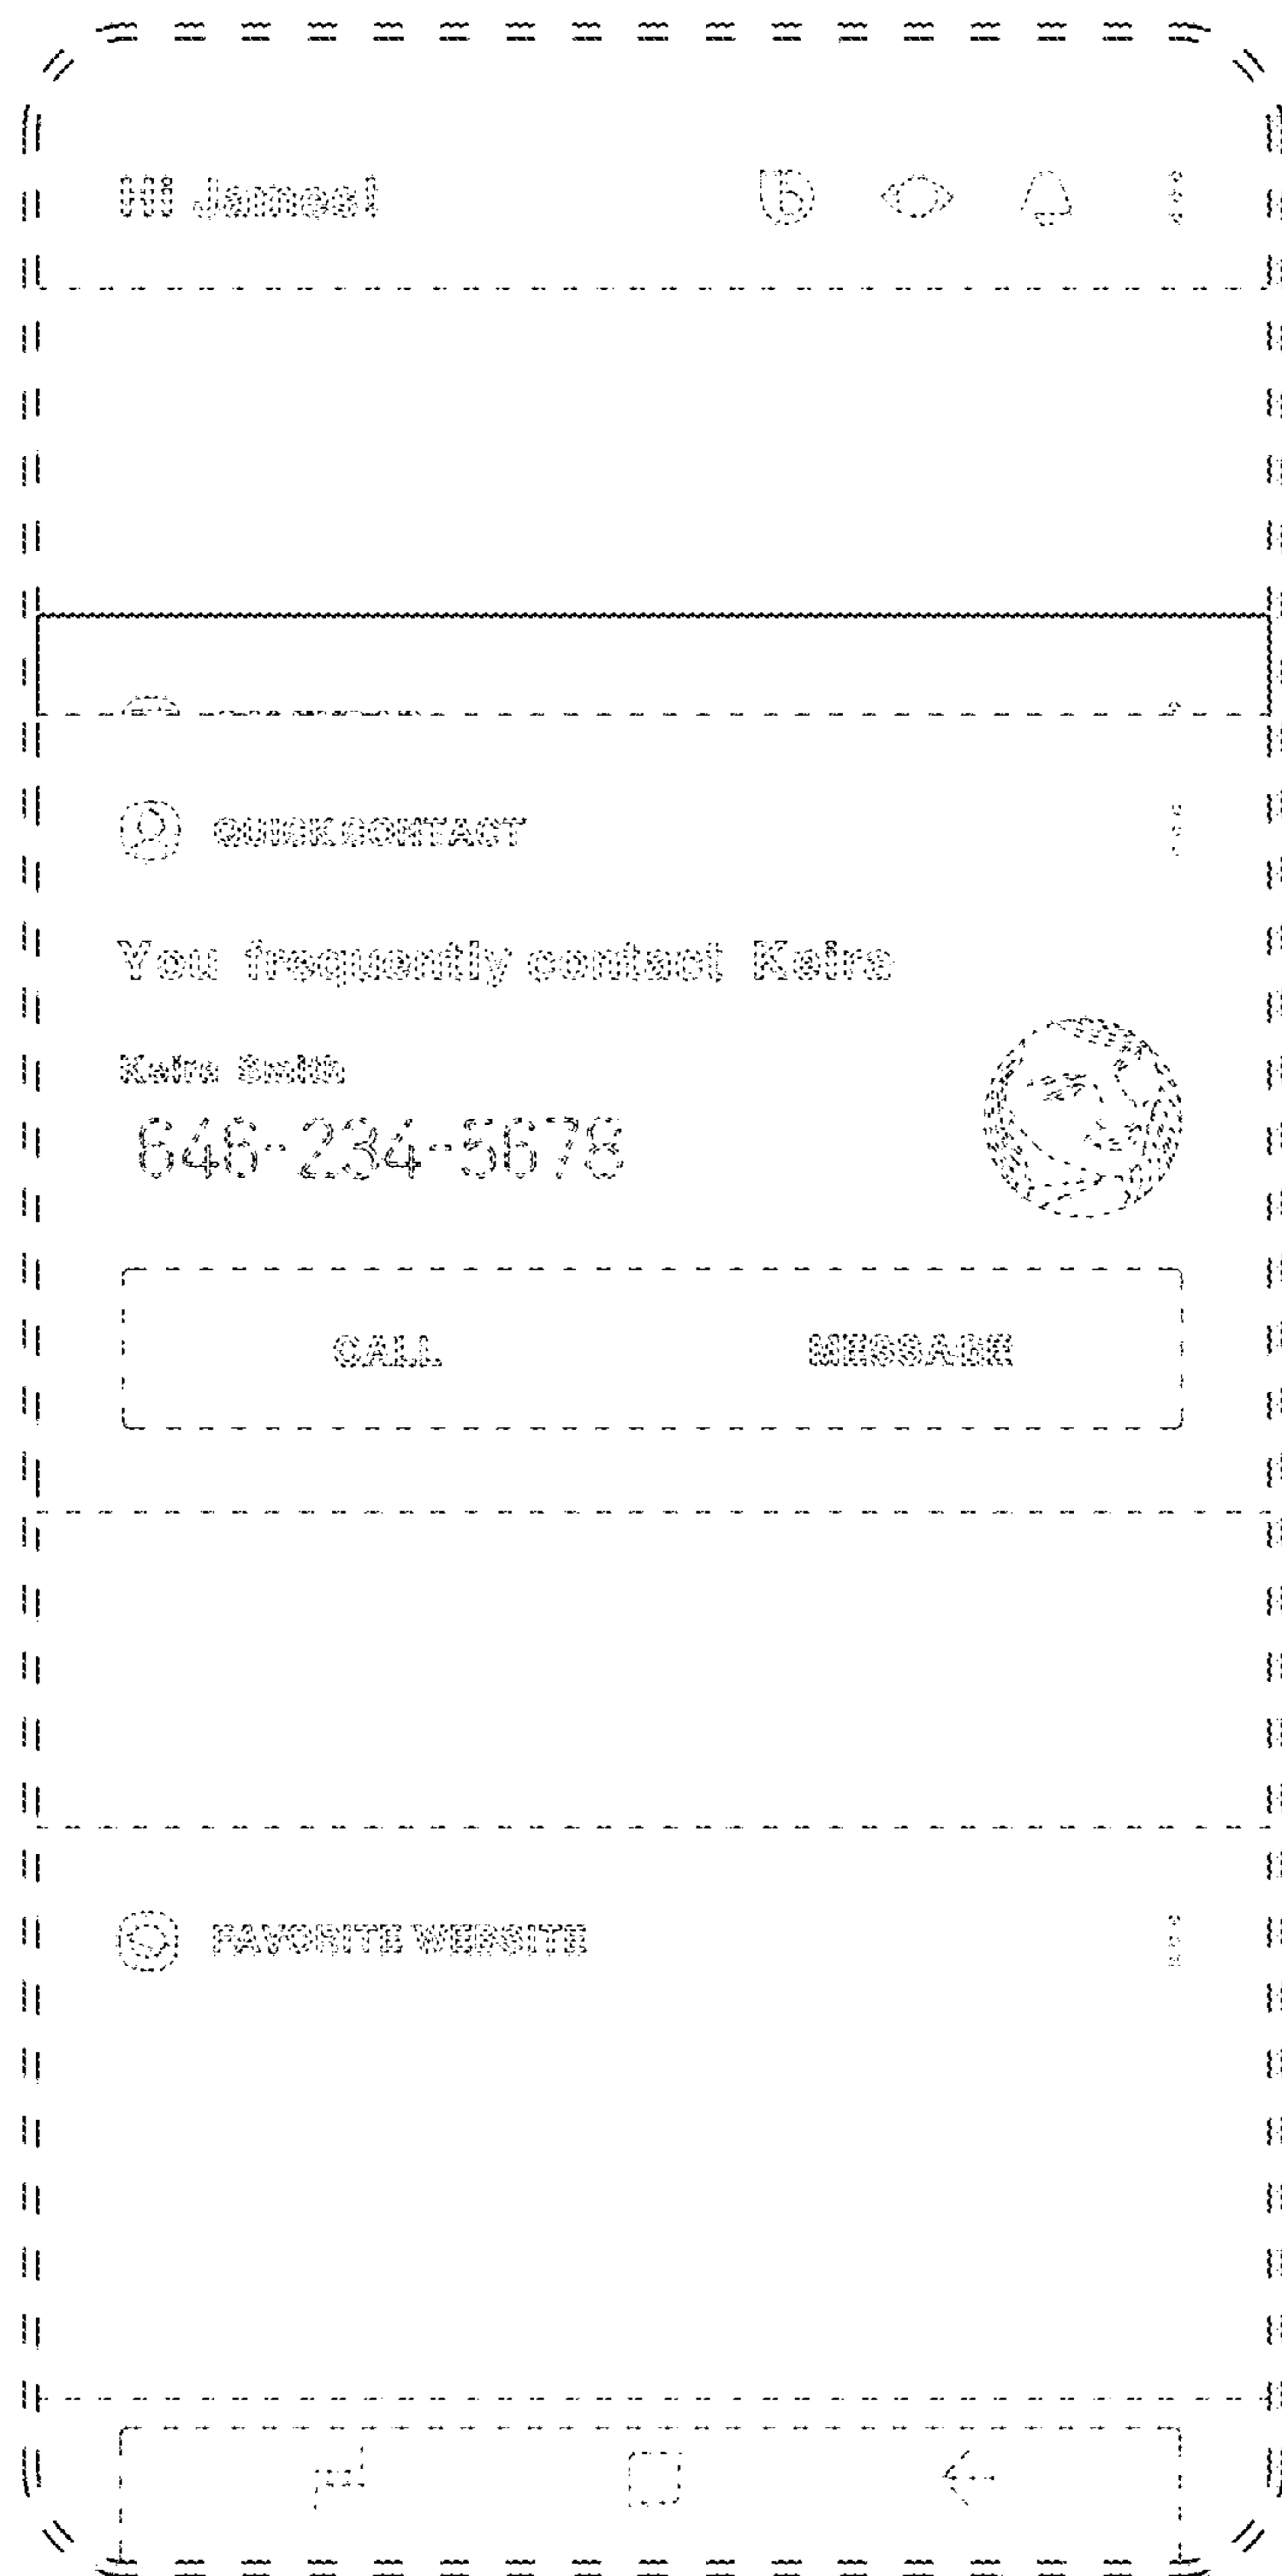 Hi James!
QUICK CONTACT
You frequently contact Keira
Keira Smith
646-234-5678
CALL MESSAGE
FAVORITE WEBSITE